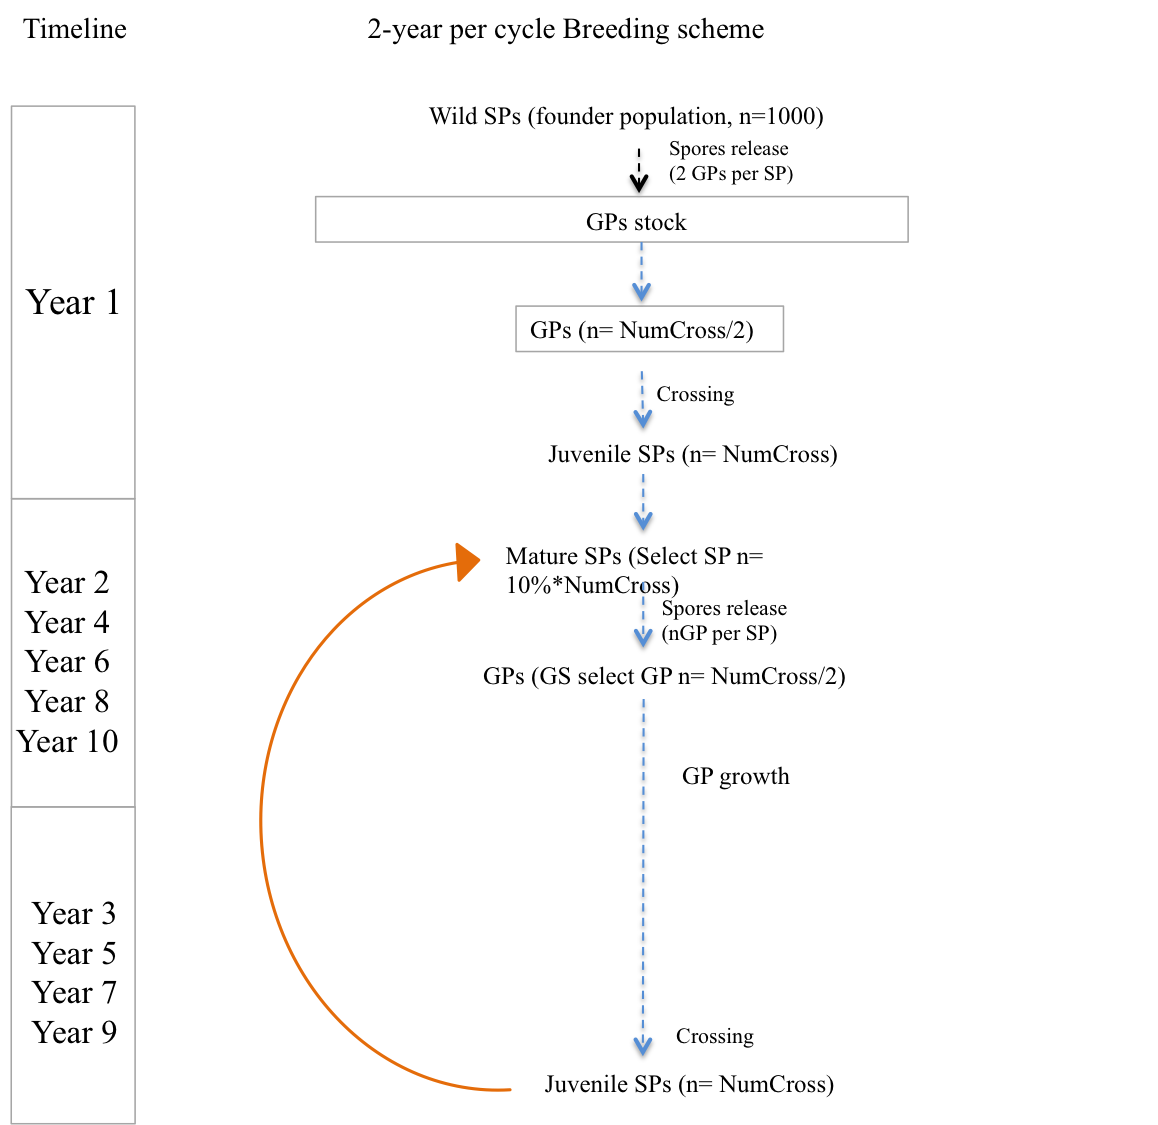 Timeline
2-year per cycle Breeding scheme
Wild SPs (founder population, n=1000)
Spores release
(2 GPs per SP)
GPs stock
Year 1
GPs (n= NumCross/2)
Crossing
Juvenile SPs (n= NumCross)
Year 2
Year 4
Year 6
Year 8
Year 10
Mature SPs (Select SP n=
10%*NumCross)
Spores release
(nGP per SP)
GPs (GS select GP n= NumCross/2)
GP growth
Year 3
Year 5
Year 7
Year 9
Crossing
Juvenile SPs (n= NumCross)